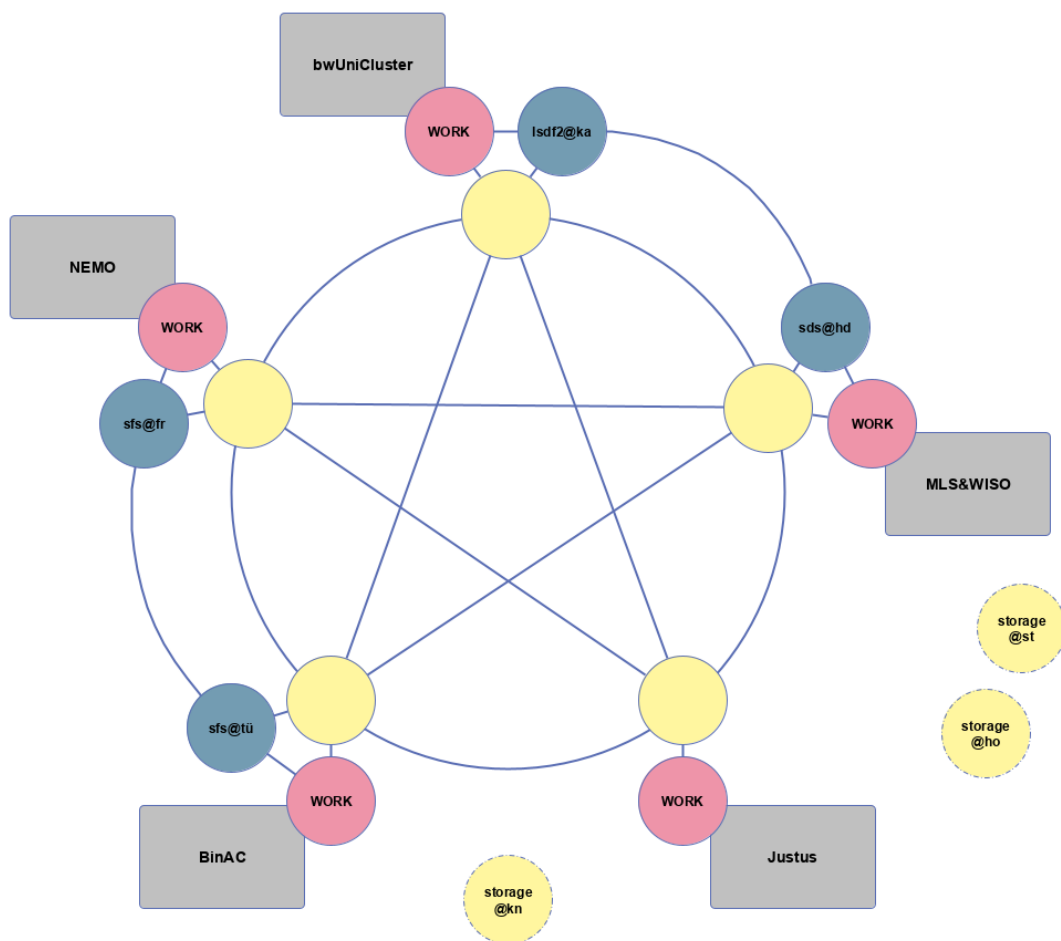 bwUniCluster
WORK
lsdf2@ka
NEMO
WORK
sds@hd
sfs@fr
WORK
MLS&WISO
storage
@st
sfs@tü
storage
@ho
WORK
WORK
BinAC
Justus
storage
@kn